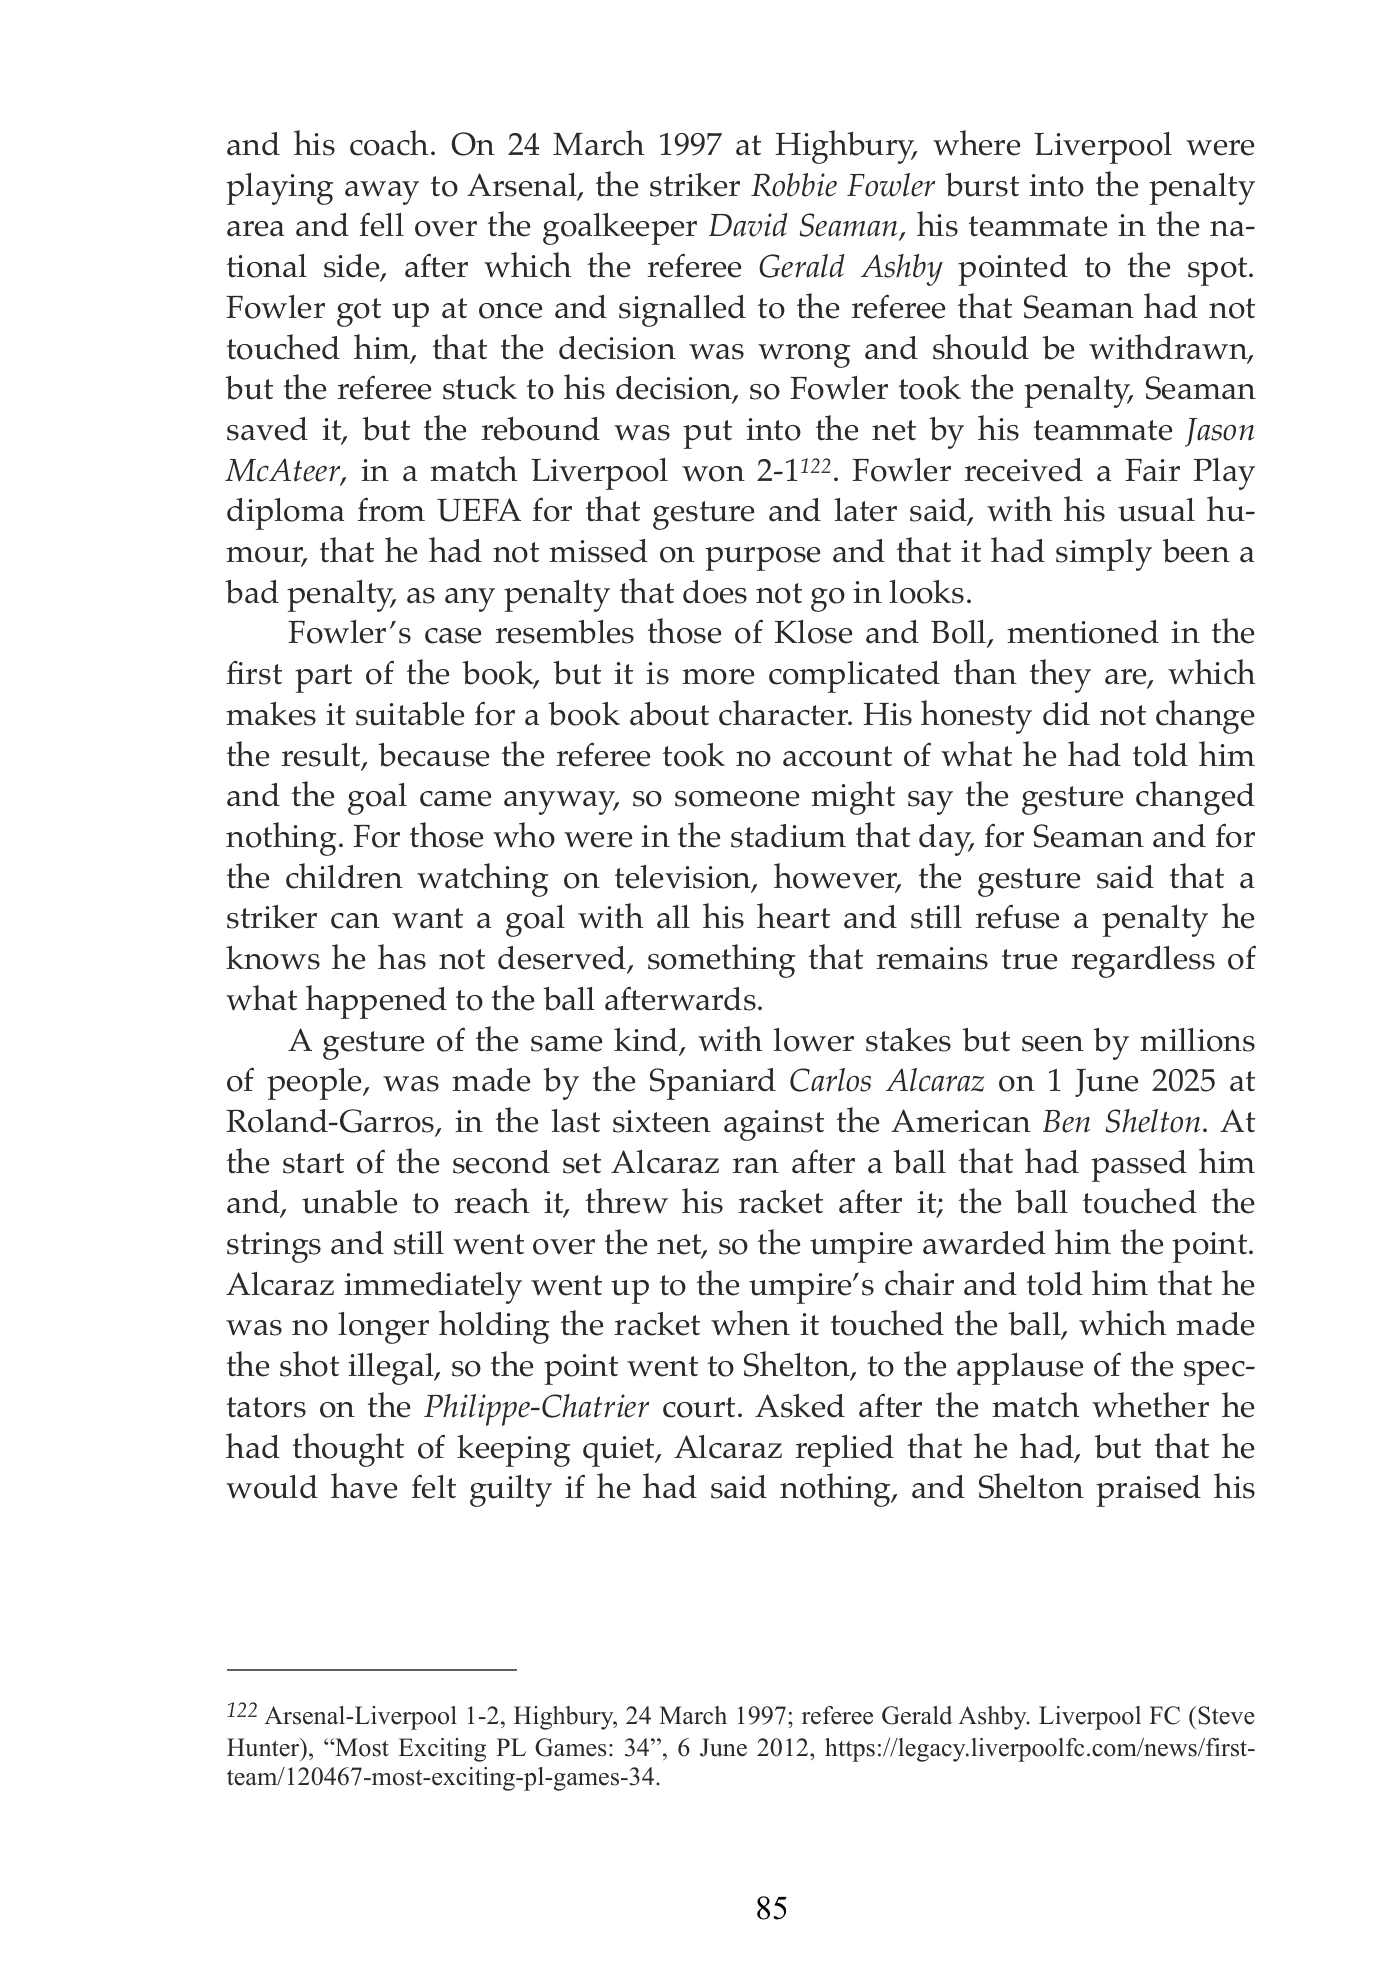 and his coach. On 24 March 1997 at Highbury, where Liverpool were
playing away to Arsenal, the striker Robbie Fowler burst into the penalty
area and fell over the goalkeeper David Seaman, his teammate in the na-
tional side, after which the referee Gerald Ashby pointed to the spot.
Fowler got up at once and signalled to the referee that Seaman had not
touched him, that the decision was wrong and should be withdrawn,
but the referee stuck to his decision, so Fowler took the penalty, Seaman
saved it, but the rebound was put into the net by his teammate Jason
McAteer, in a match Liverpool won 2-1122. Fowler received a Fair Play
diploma from UEFA for that gesture and later said, with his usual hu-
mour, that he had not missed on purpose and that it had simply been a
bad penalty, as any penalty that does not go in looks.
Fowler’s case resembles those of Klose and Boll, mentioned in the
first part of the book, but it is more complicated than they are, which
makes it suitable for a book about character. His honesty did not change
the result, because the referee took no account of what he had told him
and the goal came anyway, so someone might say the gesture changed
nothing. For those who were in the stadium that day, for Seaman and for
the children watching on television, however, the gesture said that a
striker can want a goal with all his heart and still refuse a penalty he
knows he has not deserved, something that remains true regardless of
what happened to the ball afterwards.
A gesture of the same kind, with lower stakes but seen by millions
of people, was made by the Spaniard Carlos Alcaraz on 1 June 2025 at
Roland-Garros, in the last sixteen against the American Ben Shelton. At
the start of the second set Alcaraz ran after a ball that had passed him
and, unable to reach it, threw his racket after it; the ball touched the
strings and still went over the net, so the umpire awarded him the point.
Alcaraz immediately went up to the umpire’s chair and told him that he
was no longer holding the racket when it touched the ball, which made
the shot illegal, so the point went to Shelton, to the applause of the spec-
tators on the Philippe-Chatrier court. Asked after the match whether he
had thought of keeping quiet, Alcaraz replied that he had, but that he
would have felt guilty if he had said nothing, and Shelton praised his
122 Arsenal-Liverpool 1-2, Highbury, 24 March 1997; referee Gerald Ashby. Liverpool FC (Steve
Hunter), “Most Exciting PL Games: 34”, 6 June 2012, https://legacy.liverpoolfc.com/news/first-
team/120467-most-exciting-pl-games-34.
85